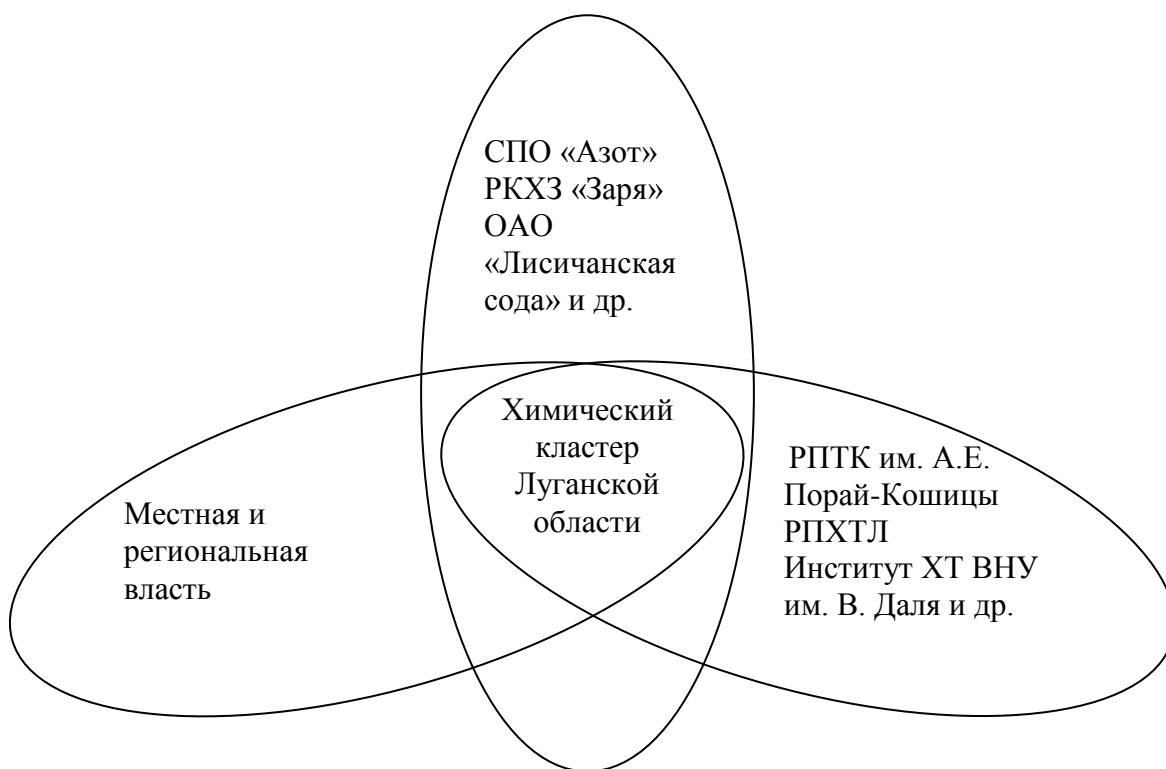 СПО «Азот»
РКХЗ «Заря»
ОАО
«Лисичанская
сода» и др.
Химический
кластер
Луганской
области
Местная и
региональная
власть
РПТК им. А.Е.
Порай-Кошицы
РПХТЛ
Институт ХТ ВНУ
им. В. Даля и др.